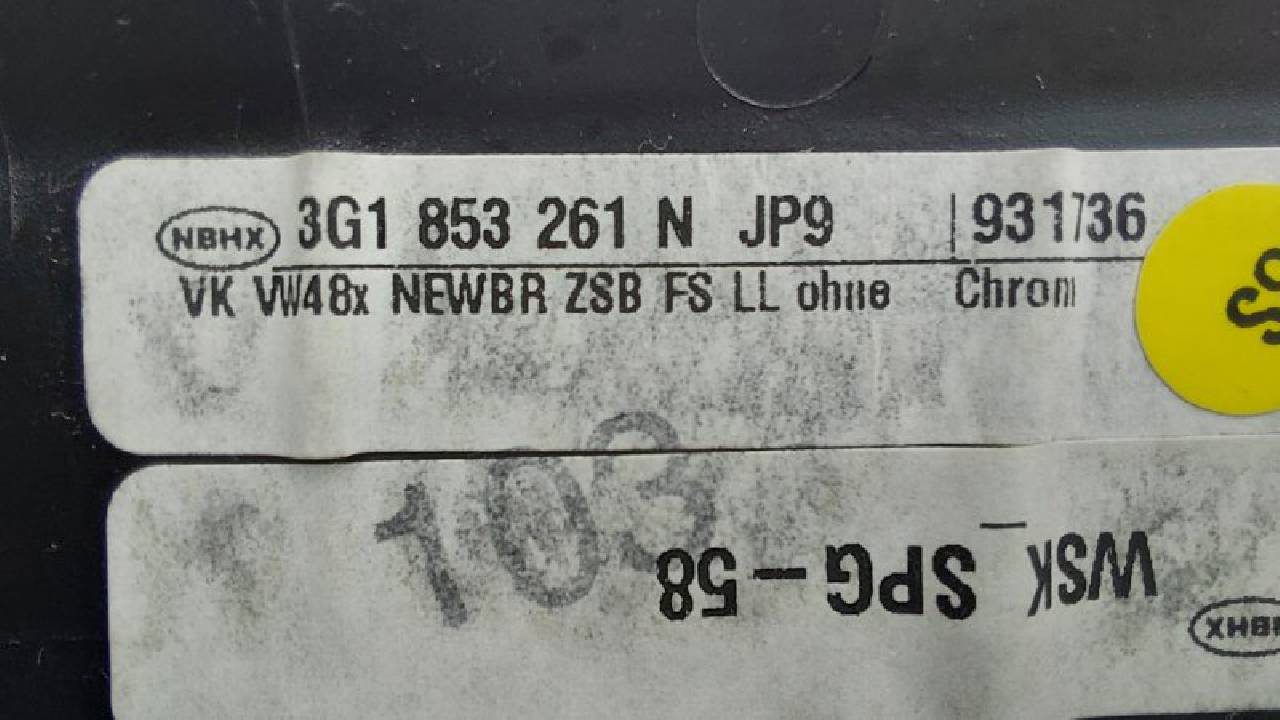 NBHX 3G1 853 261 N JP9 931736
VK VW48x NEWBR ZSB FS LL ohne Chrom
103
WSK_SPG-58
NBHX